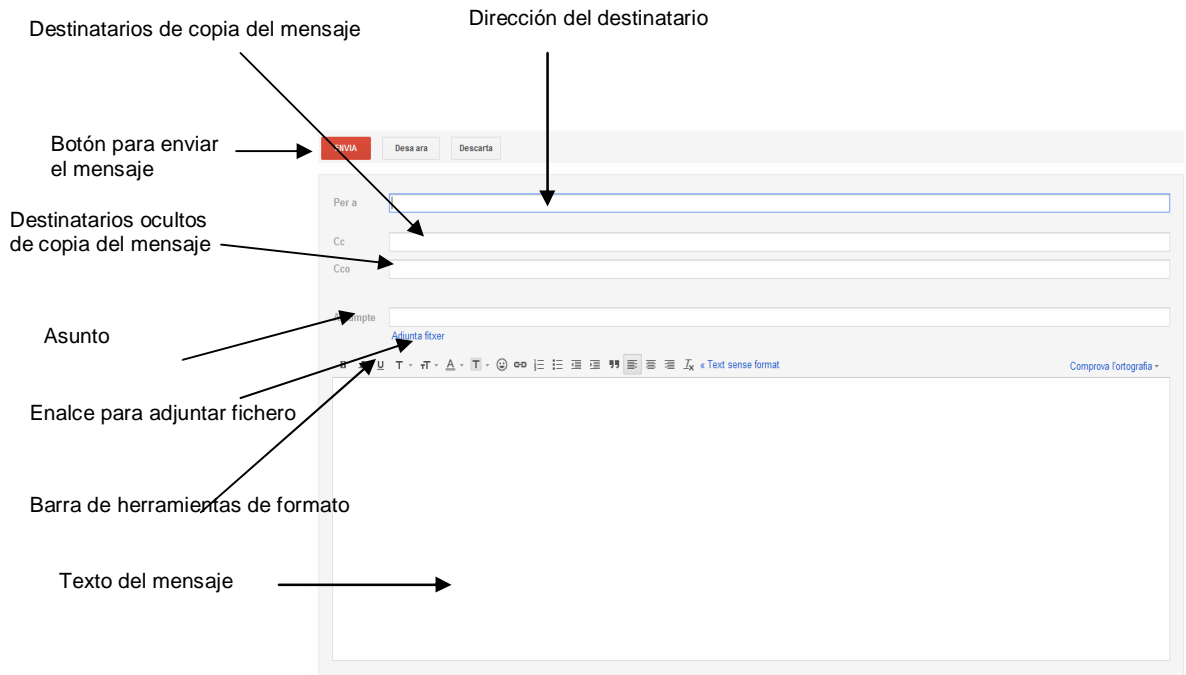 Dirección del destinatario
Destinatarios de copia del mensaje
Botón para enviar
el mensaje
ENVIA Desa ara Descarta
Per a
Destinatarios ocultos
de copia del mensaje
Cc
Cco
Assumpte
Asunto
Adjunta fitxer
B I U T T A T « Text sense format Comprova l'ortografia
Enalce para adjuntar fichero
Barra de herramientas de formato
Texto del mensaje